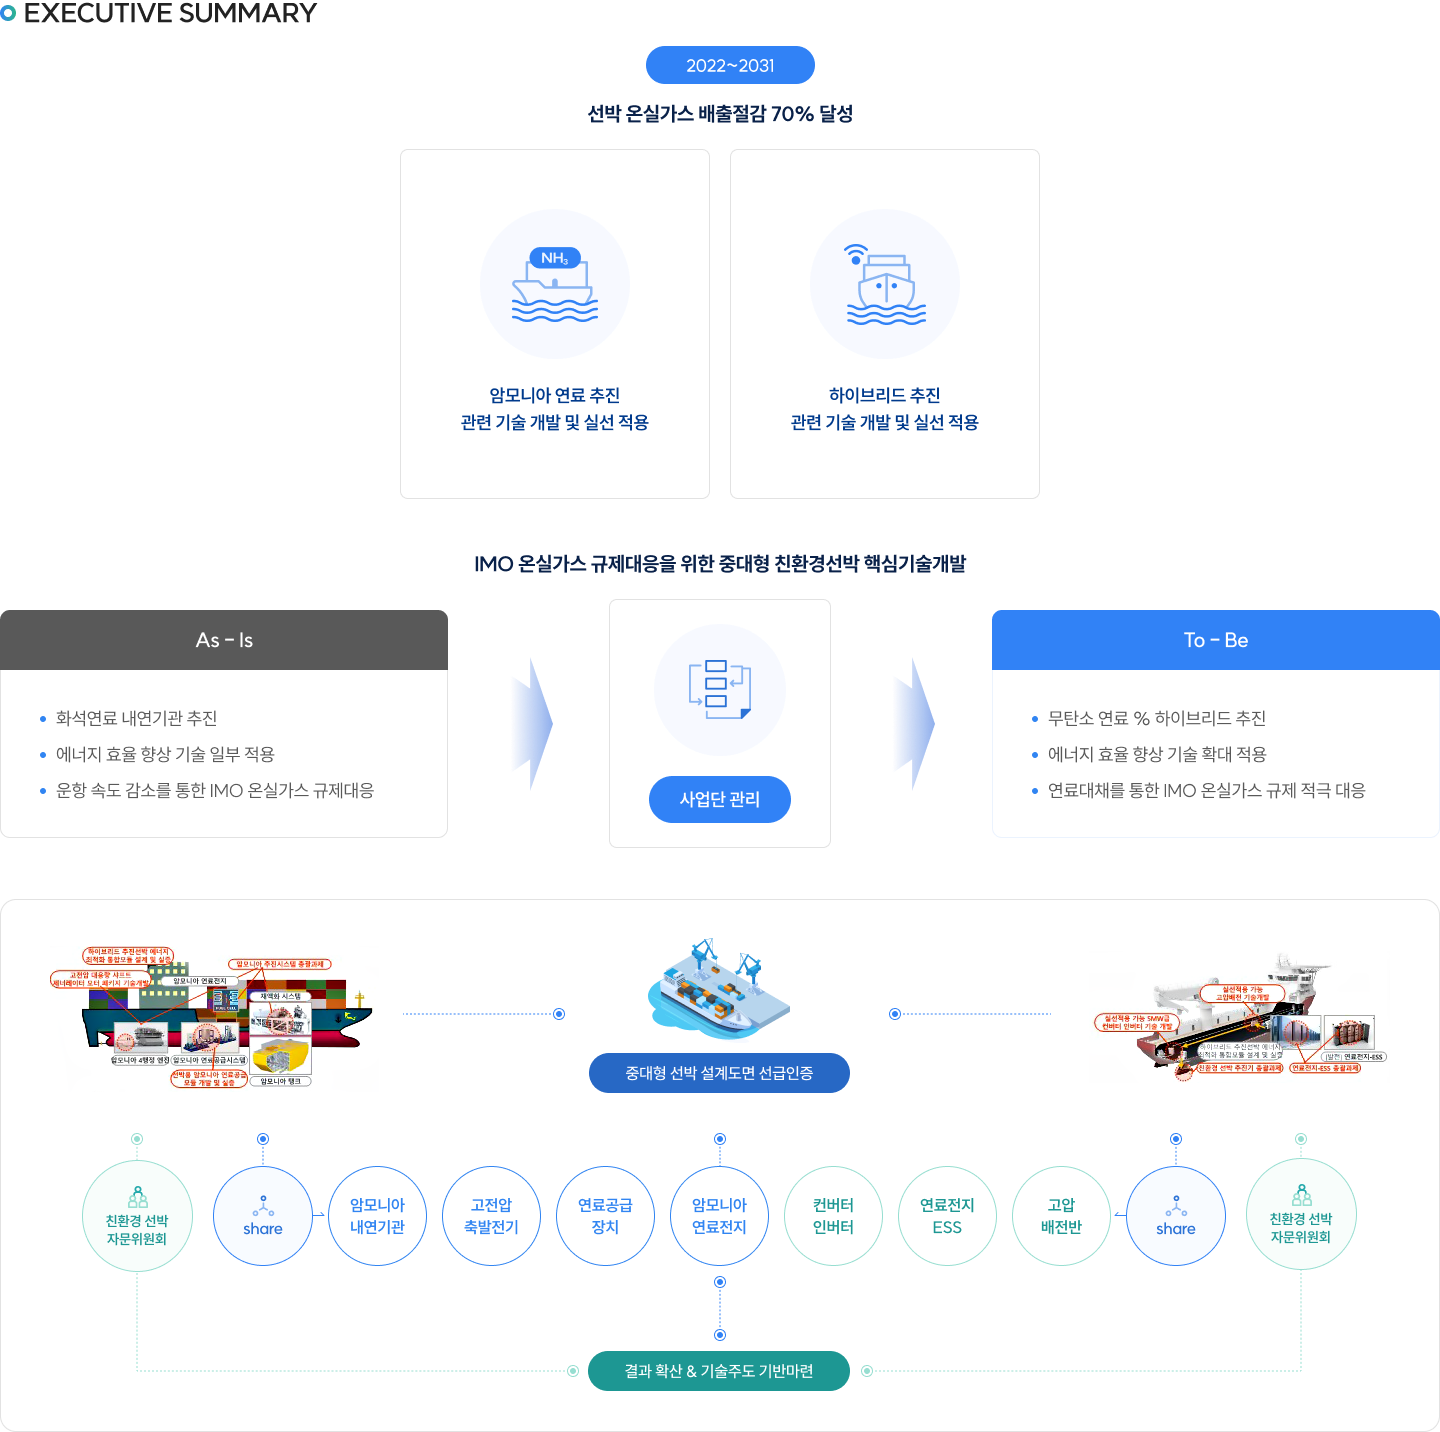 EXECUTIVE SUMMARY
2022~2031
선박 온실가스 배출절감 70% 달성
NH3
암모니아 연료 추진
관련 기술 개발 및 실선 적용
하이브리드 추진
관련 기술 개발 및 실선 적용
IMO 온실가스 규제대응을 위한 중대형 친환경선박 핵심기술개발
As – Is
화석연료 내연기관 추진
에너지 효율 향상 기술 일부 적용
운항 속도 감소를 통한 IMO 온실가스 규제대응
사업단 관리
To – Be
무탄소 연료 % 하이브리드 추진
에너지 효율 향상 기술 확대 적용
연료대채를 통한 IMO 온실가스 규제 적극 대응
하이브리드 추진선박 에너지
최적화 통합모듈 설계 및 실증
고전압 대용량 샤프트
제너레이터 모터 패키지 기술개발
암모니아 추진시스템 총괄과제
암모니아 연료전지
FUEL CELL
재액화 시스템
암모니아 4행정 엔진
암모니아 연료공급시스템
선박용 암모니아 연료공급
모듈 개발 및 실증
암모니아 탱크
중대형 선박 설계도면 선급인증
실선적용 가능
고압배전 기술개발
실선적용 가능 5MW급
컨버터 인버터 기술 개발
하이브리드 추진선박 에너지
최적화 통합모듈 설계 및 실증
친환경 선박 추진기 총괄과제
(발전) 연료전지-ESS
연료전지-ESS 총괄과제
친환경 선박
자문위원회
share
암모니아
내연기관
고전압
축발전기
연료공급
장치
암모니아
연료전지
컨버터
인버터
연료전지
ESS
고압
배전반
share
친환경 선박
자문위원회
결과 확산 & 기술주도 기반마련